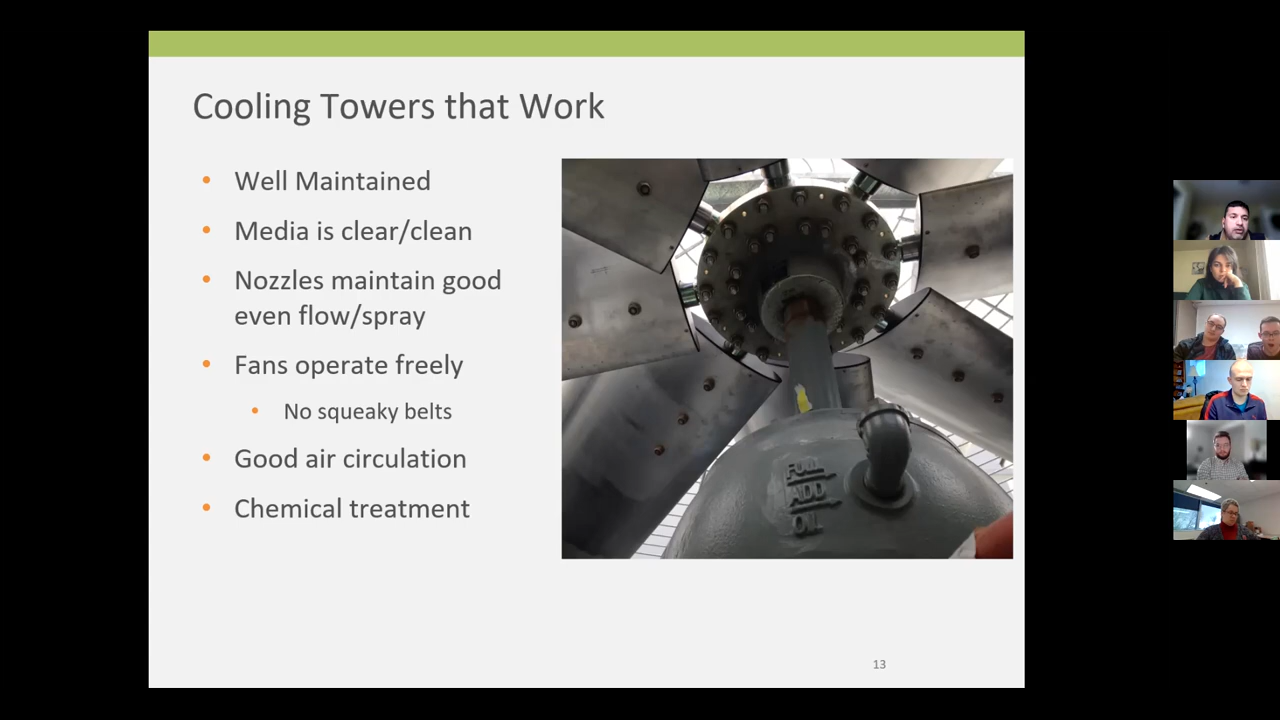 Cooling Towers that Work
• Well Maintained
• Media is clear/clean
• Nozzles maintain good
even flow/spray
• Fans operate freely
• No squeaky belts
• Good air circulation
• Chemical treatment
FULL
ADD
OIL
13